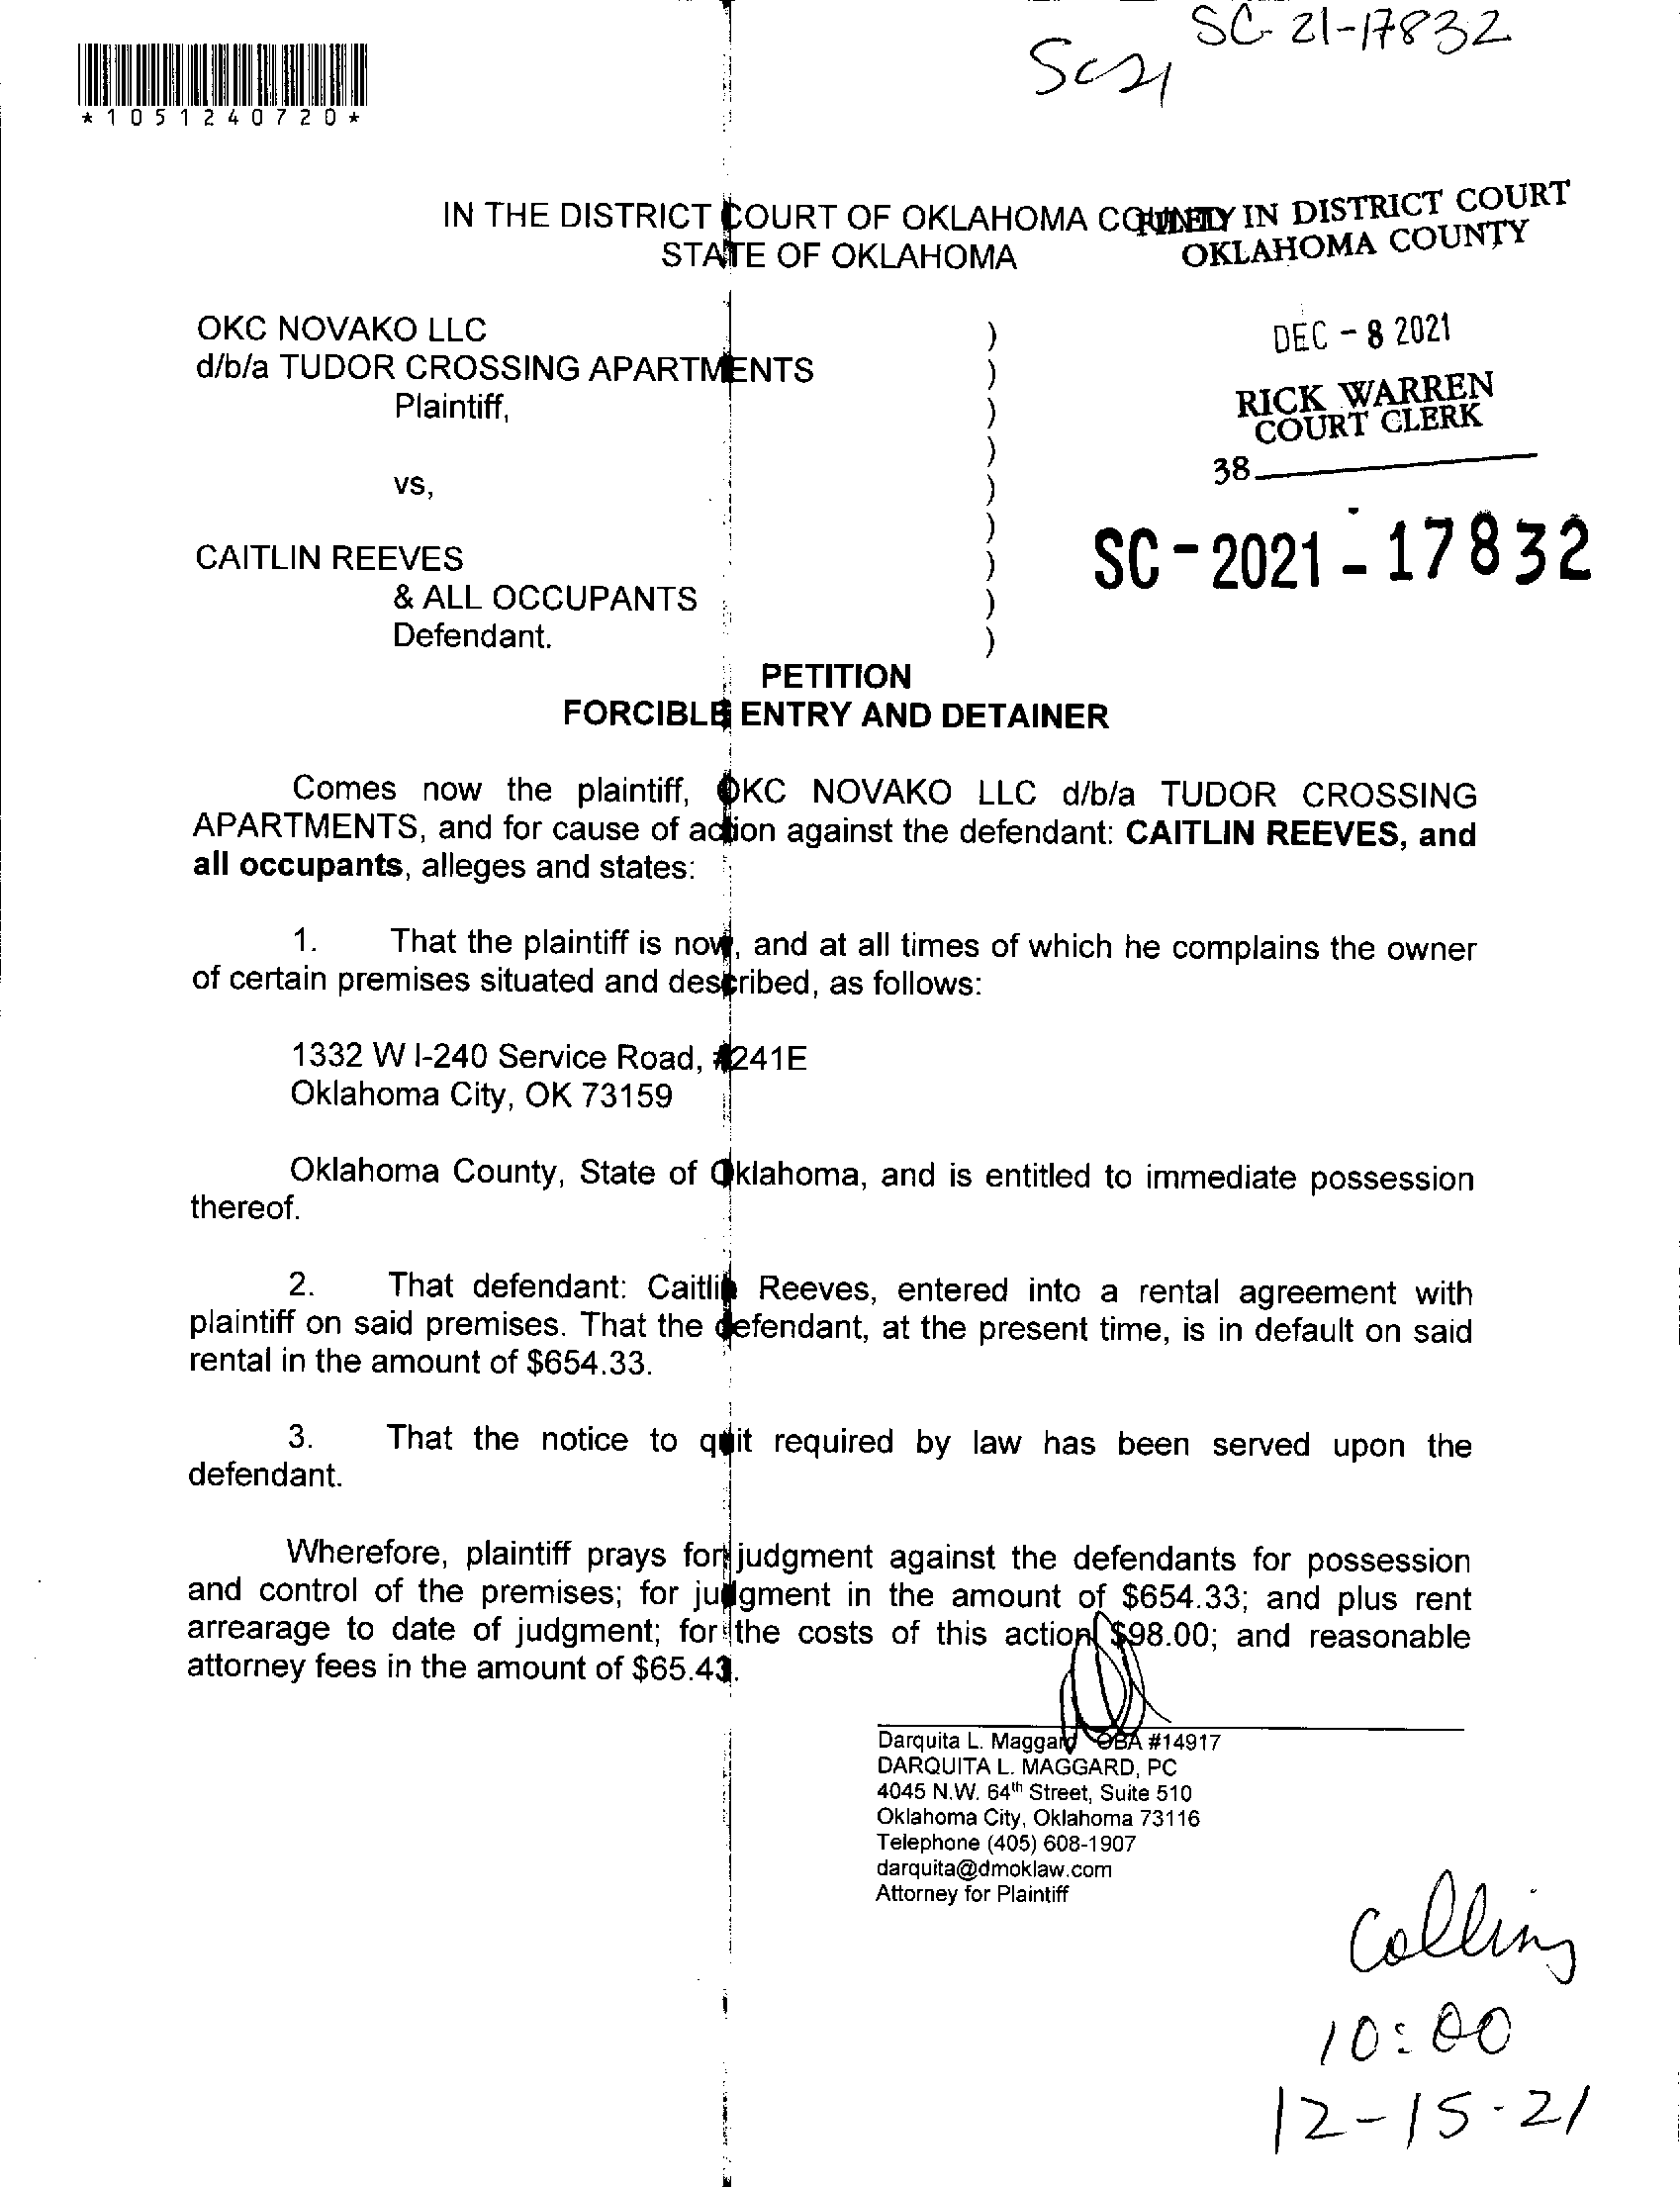 SC-21-17832
Sc21
*1051240720*
IN THE DISTRICT COURT OF OKLAHOMA COUNTY
STATE OF OKLAHOMA
FILED IN DISTRICT COURT
OKLAHOMA COUNTY
DEC - 8 2021
RICK WARREN
COURT CLERK
38
SC-2021-17832
OKC NOVAKO LLC )
d/b/a TUDOR CROSSING APARTMENTS )
Plaintiff, )
)
vs, )
)
CAITLIN REEVES )
& ALL OCCUPANTS )
Defendant. )
PETITION
FORCIBLE ENTRY AND DETAINER
Comes now the plaintiff, OKC NOVAKO LLC d/b/a TUDOR CROSSING
APARTMENTS, and for cause of action against the defendant: CAITLIN REEVES, and
all occupants, alleges and states:
1. That the plaintiff is now, and at all times of which he complains the owner
of certain premises situated and described, as follows:
1332 W I-240 Service Road, #241E
Oklahoma City, OK 73159
Oklahoma County, State of Oklahoma, and is entitled to immediate possession
thereof.
2. That defendant: Caitlin Reeves, entered into a rental agreement with
plaintiff on said premises. That the defendant, at the present time, is in default on said
rental in the amount of $654.33.
3. That the notice to quit required by law has been served upon the
defendant.
Wherefore, plaintiff prays for judgment against the defendants for possession
and control of the premises; for judgment in the amount of $654.33; and plus rent
arrearage to date of judgment; for the costs of this action $98.00; and reasonable
attorney fees in the amount of $65.43.
Darquita L. Maggard OBA #14917
DARQUITA L. MAGGARD, PC
4045 N.W. 64th Street, Suite 510
Oklahoma City, Oklahoma 73116
Telephone (405) 608-1907
darquita@dmoklaw.com
Attorney for Plaintiff
Collins
10:00
12-15-21